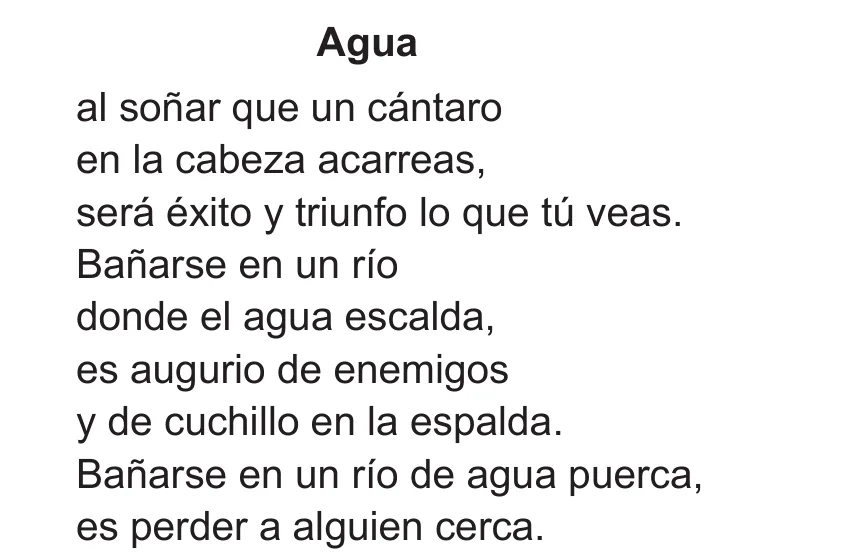 Agua
al soñar que un cántaro
en la cabeza acarreas,
será éxito y triunfo lo que tú veas.
Bañarse en un río
donde el agua escalda,
es augurio de enemigos
y de cuchillo en la espalda.
Bañarse en un río de agua puerca,
es perder a alguien cerca.